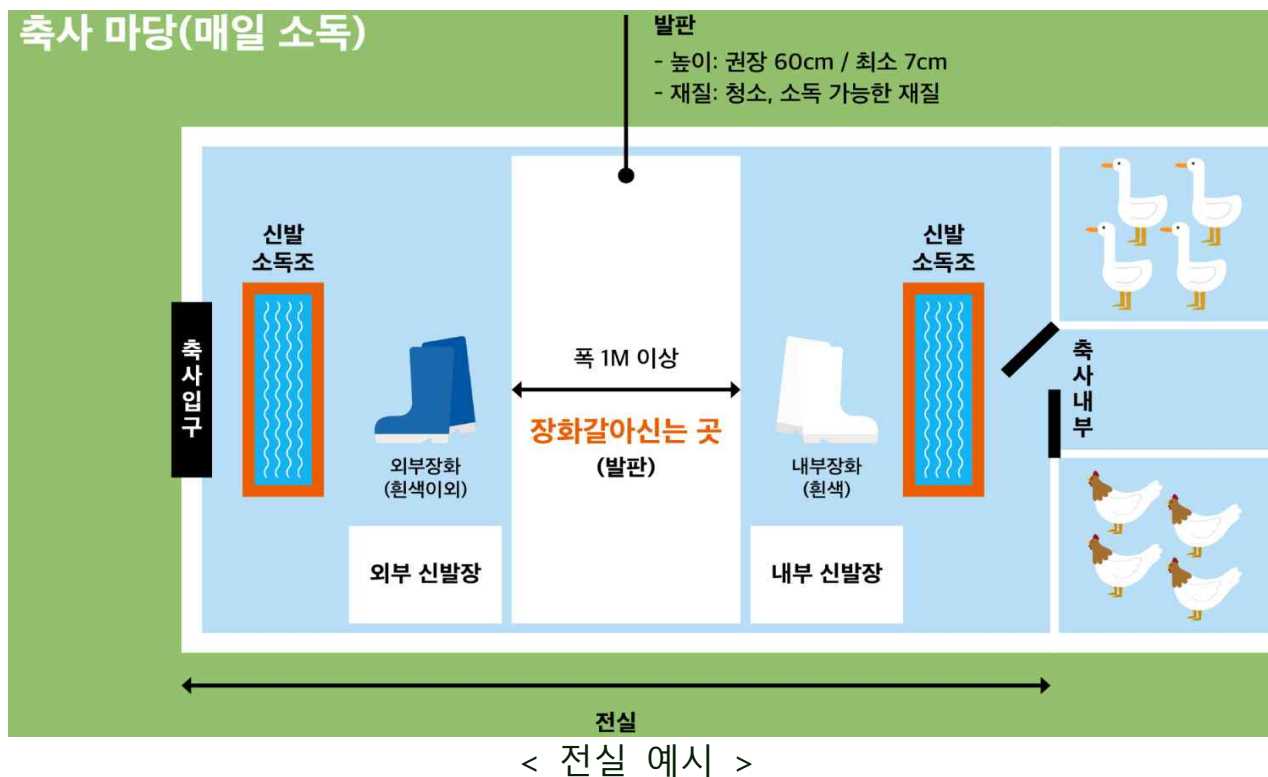 축사 마당(매일 소독)
발판
- 높이: 권장 60cm / 최소 7cm
- 재질: 청소, 소독 가능한 재질
축사입구
신발
소독조
외부장화
(흰색이외)
외부 신발장
폭 1M 이상
장화갈아신는 곳
(발판)
내부장화
(흰색)
내부 신발장
신발
소독조
축사내부
전실
< 전실 예시 >